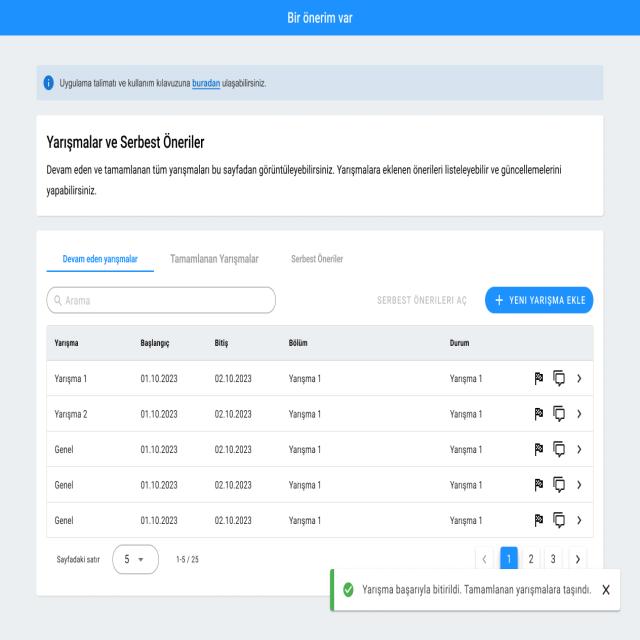 Bir önerim var
Uygulama talimatı ve kullanım kılavuzuna buradan ulaşabilirsiniz.
Yarışmalar ve Serbest Öneriler
Devam eden ve tamamlanan tüm yarışmaları bu sayfadan görüntüleyebilirsiniz. Yarışmalara eklenen önerileri listeleyebilir ve güncellemelerini
yapabilirsiniz.
Devam eden yarışmalar Tamamlanan Yarışmalar Serbest Öneriler
Arama SERBEST ÖNERILERI AÇ + YENI YARIŞMA EKLE
Yarışma Başlangıç Bitiş Bölüm Durum
Yarışma 1 01.10.2023 02.10.2023 Yarışma 1 Yarışma 1
Yarışma 2 01.10.2023 02.10.2023 Yarışma 1 Yarışma 1
Genel 01.10.2023 02.10.2023 Yarışma 1 Yarışma 1
Genel 01.10.2023 02.10.2023 Yarışma 1 Yarışma 1
Genel 01.10.2023 02.10.2023 Yarışma 1 Yarışma 1
Sayfadaki satır 5 1-5 / 25 1 2 3
Yarışma başarıyla bitirildi. Tamamlanan yarışmalara taşındı.